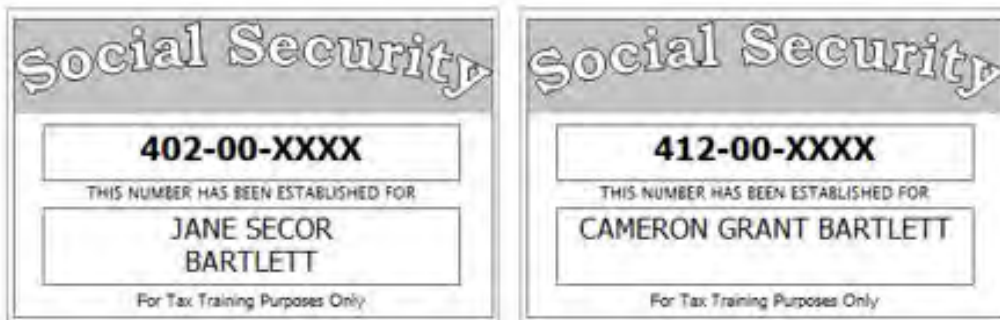 Social Security
402-00-XXXX
THIS NUMBER HAS BEEN ESTABLISHED FOR
JANE SECOR
BARTLETT
For Tax Training Purposes Only
Social Security
412-00-XXXX
THIS NUMBER HAS BEEN ESTABLISHED FOR
CAMERON GRANT BARTLETT
For Tax Training Purposes Only